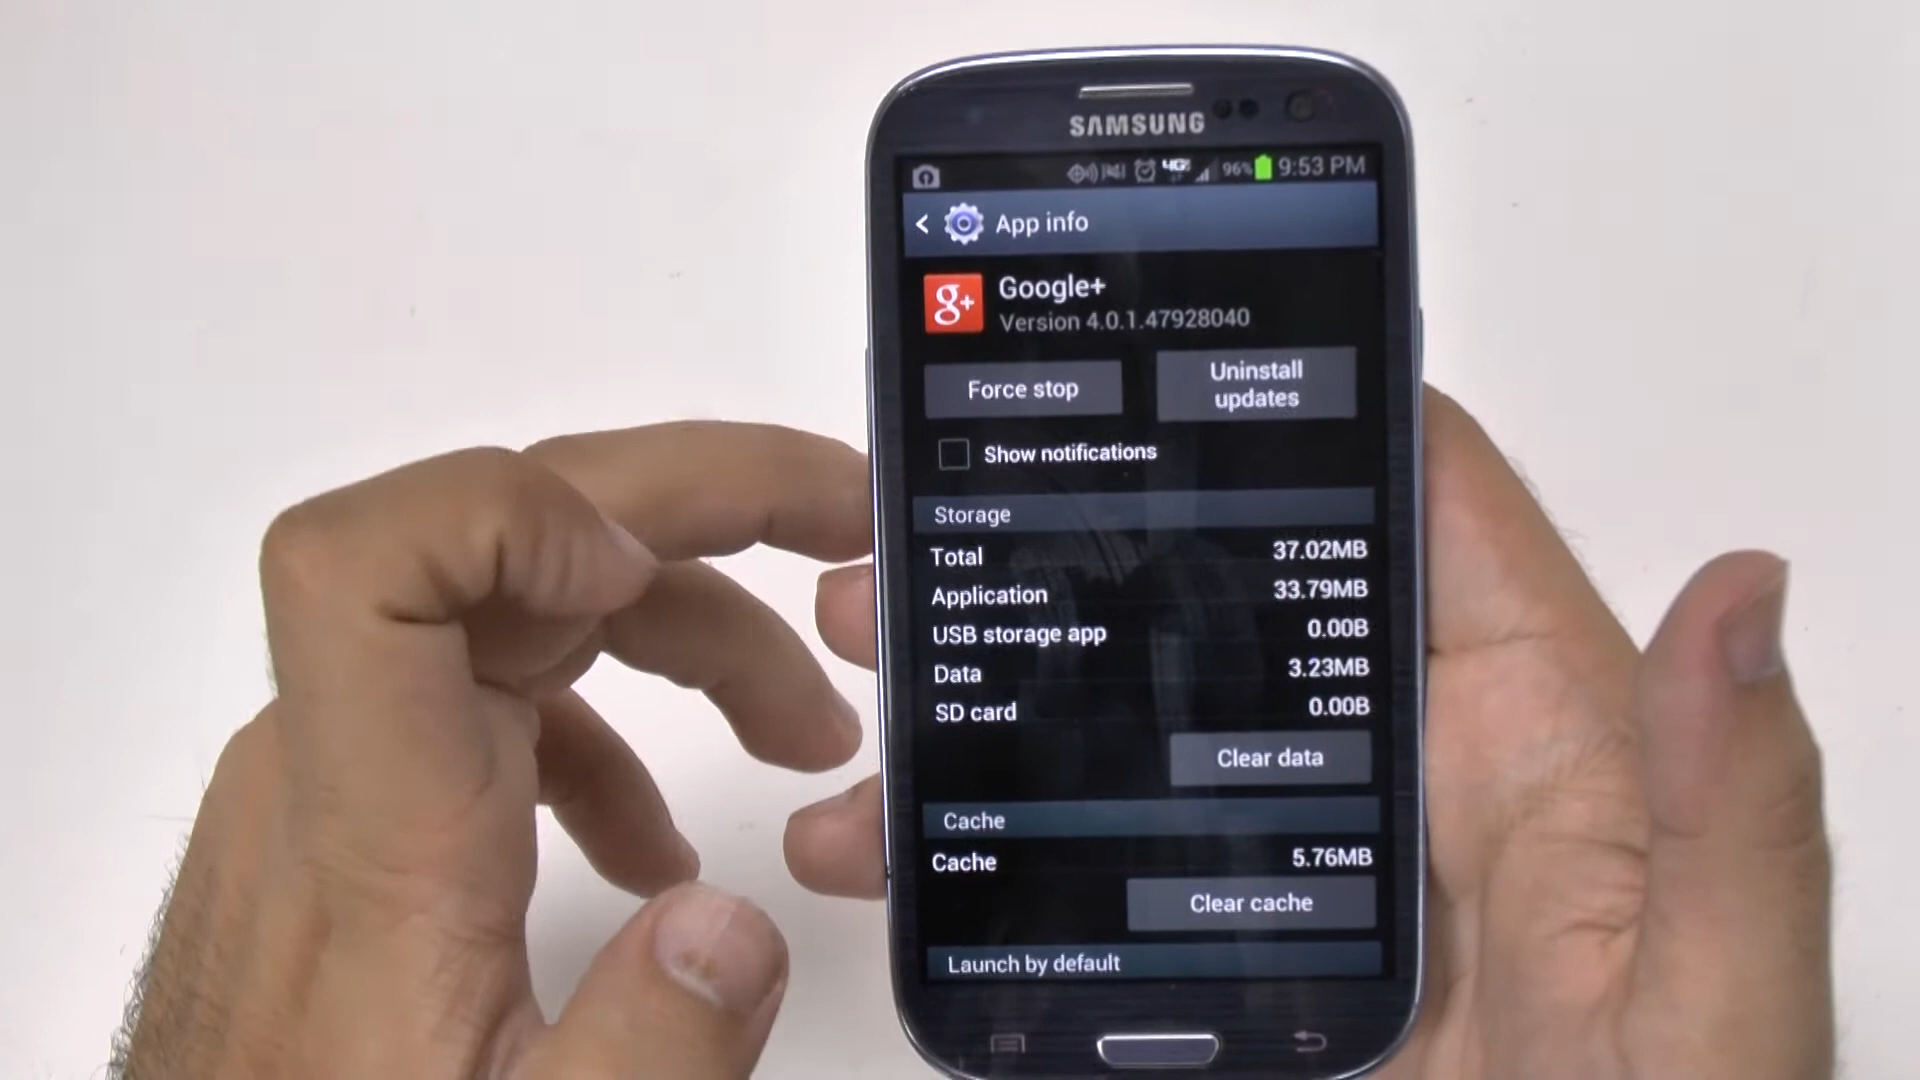 SAMSUNG
4G 96% 9:53 PM
App info
g+
Google+
Version 4.0.1.47928040
Force stop
Uninstall
updates
Show notifications
Storage
Total 37.02MB
Application 33.79MB
USB storage app 0.00B
Data 3.23MB
SD card 0.00B
Clear data
Cache
Cache 5.76MB
Clear cache
Launch by default